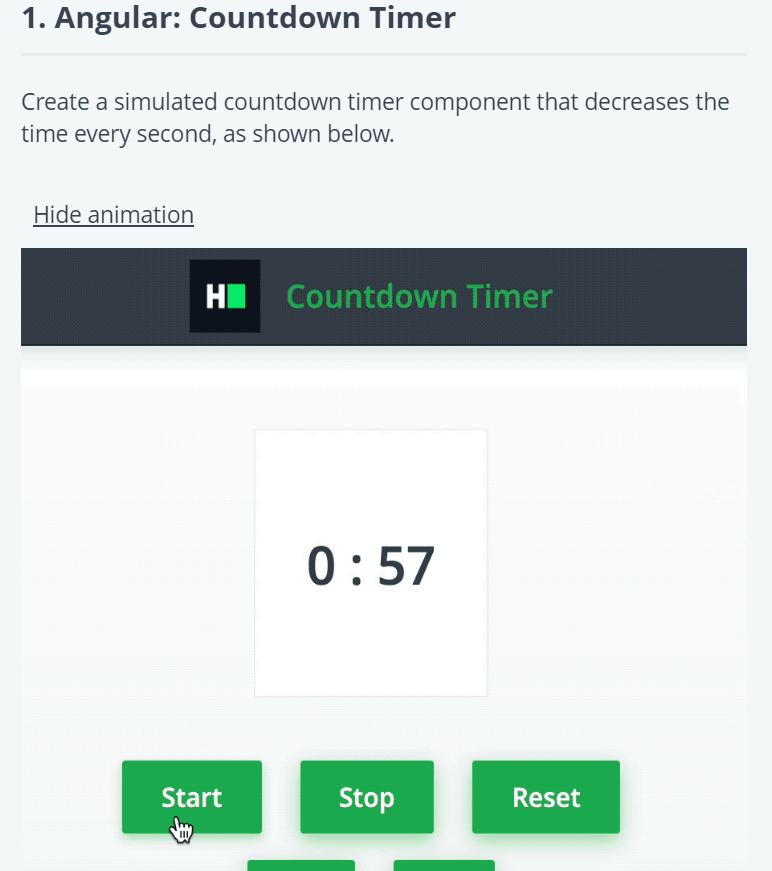 1. Angular: Countdown Timer
Create a simulated countdown timer component that decreases the
time every second, as shown below.
Hide animation
H Countdown Timer
0 : 57
Start Stop Reset